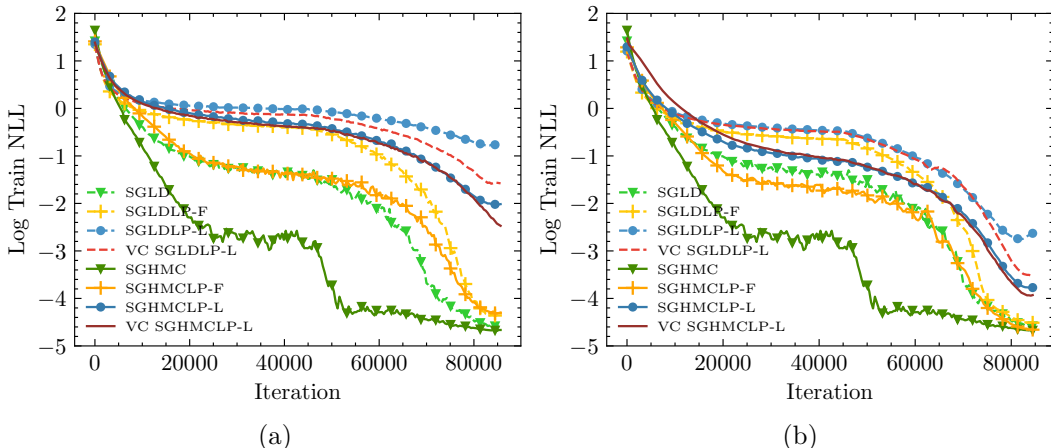 2
1
0
−1
−2
−3
−4
−5
Log Train NLL
SGLD
SGLDLP-F
SGLDLP-L
VC SGLDLP-L
SGHMC
SGHMCLP-F
SGHMCLP-L
VC SGHMCLP-L
0 20000 40000 60000 80000
Iteration
(a)
2
1
0
−1
−2
−3
−4
−5
Log Train NLL
SGLD
SGLDLP-F
SGLDLP-L
VC SGLDLP-L
SGHMC
SGHMCLP-F
SGHMCLP-L
VC SGHMCLP-L
0 20000 40000 60000 80000
Iteration
(b)